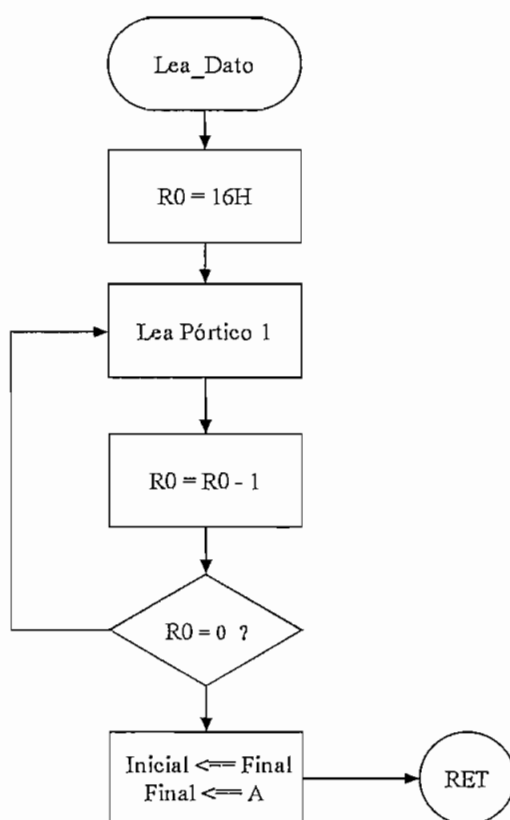 Lea_Dato
R0 = 16H
Lea Pórtico 1
R0 = R0 - 1
R0 = 0 ?
Inicial <== Final
Final <== A
RET